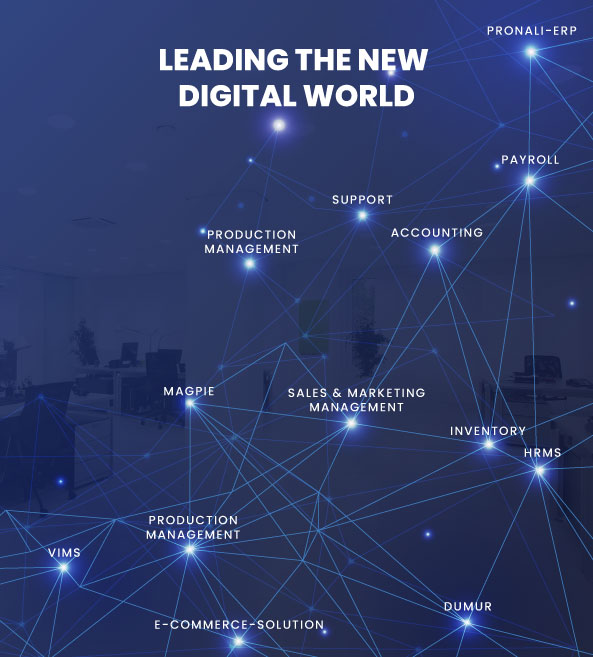 PRONALI-ERP
LEADING THE NEW
DIGITAL WORLD
PAYROLL
SUPPORT
ACCOUNTING
PRODUCTION
MANAGEMENT
MAGPIE
SALES & MARKETING
MANAGEMENT
INVENTORY
HRMS
PRODUCTION
MANAGEMENT
VIMS
DUMUR
E-COMMERCE-SOLUTION